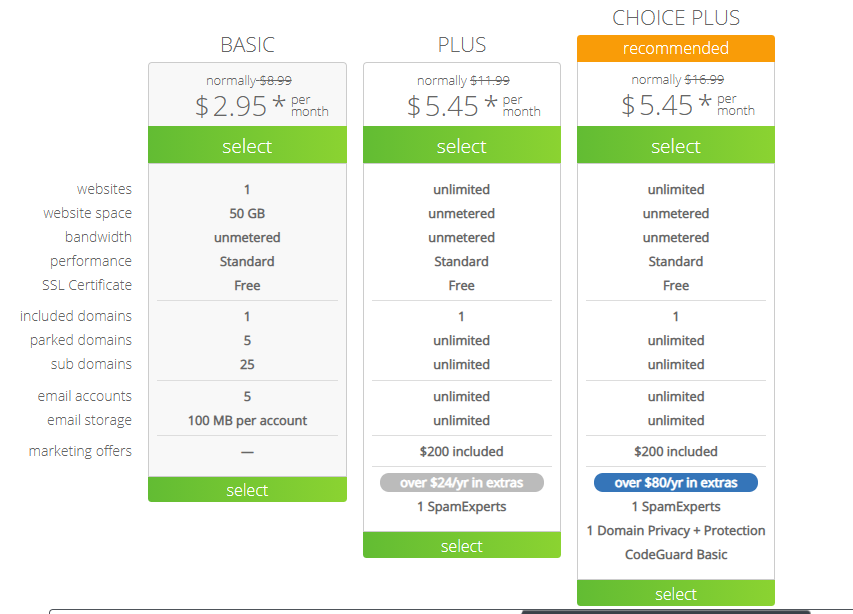 CHOICE PLUS
BASIC PLUS recommended
normally $8.99 normally $11.99 normally $16.99
$2.95* per month $5.45* per month $5.45* per month
select select select
websites 1 unlimited unlimited
website space 50 GB unmetered unmetered
bandwidth unmetered unmetered unmetered
performance Standard Standard Standard
SSL Certificate Free Free Free
included domains 1 1 1
parked domains 5 unlimited unlimited
sub domains 25 unlimited unlimited
email accounts 5 unlimited unlimited
email storage 100 MB per account unlimited unlimited
marketing offers — $200 included $200 included
over $24/yr in extras over $80/yr in extras
select
1 SpamExperts 1 SpamExperts
1 Domain Privacy + Protection
select
CodeGuard Basic
select